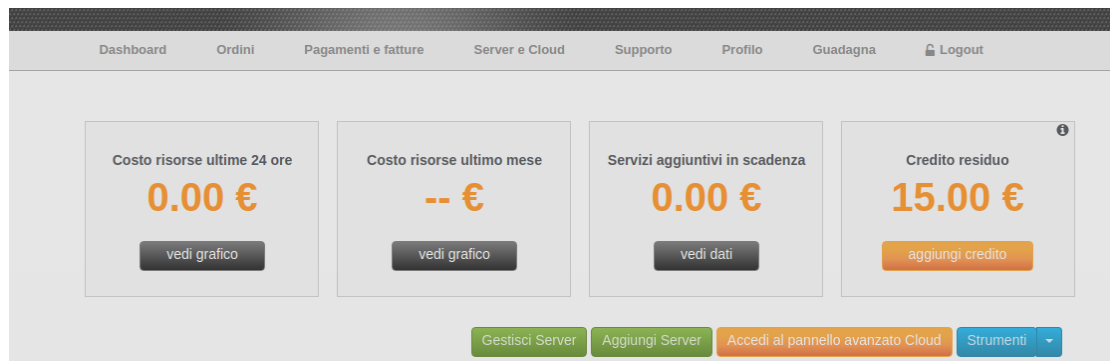 Dashboard Ordini Pagamenti e fatture Server e Cloud Supporto Profilo Guadagna Logout
Costo risorse ultime 24 ore
0.00 €
vedi grafico
Costo risorse ultimo mese
-- €
vedi grafico
Servizi aggiuntivi in scadenza
0.00 €
vedi dati
Credito residuo
15.00 €
aggiungi credito
Gestisci Server Aggiungi Server Accedi al pannello avanzato Cloud Strumenti